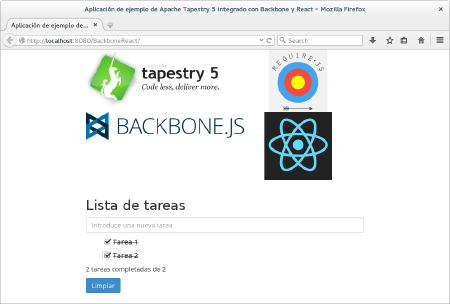 Aplicación de ejemplo de Apache Tapestry 5 integrado con Backbone y React – Mozilla Firefox
Aplicación de ejemplo de...
http://localhost:8080/BackboneReact/
Search
apache
tapestry 5
Code less, deliver more.
REQUIRE.JS
BACKBONE.JS
Lista de tareas
Introduce una nueva tarea
Tarea 1
Tarea 2
2 tareas completadas de 2
Limpiar